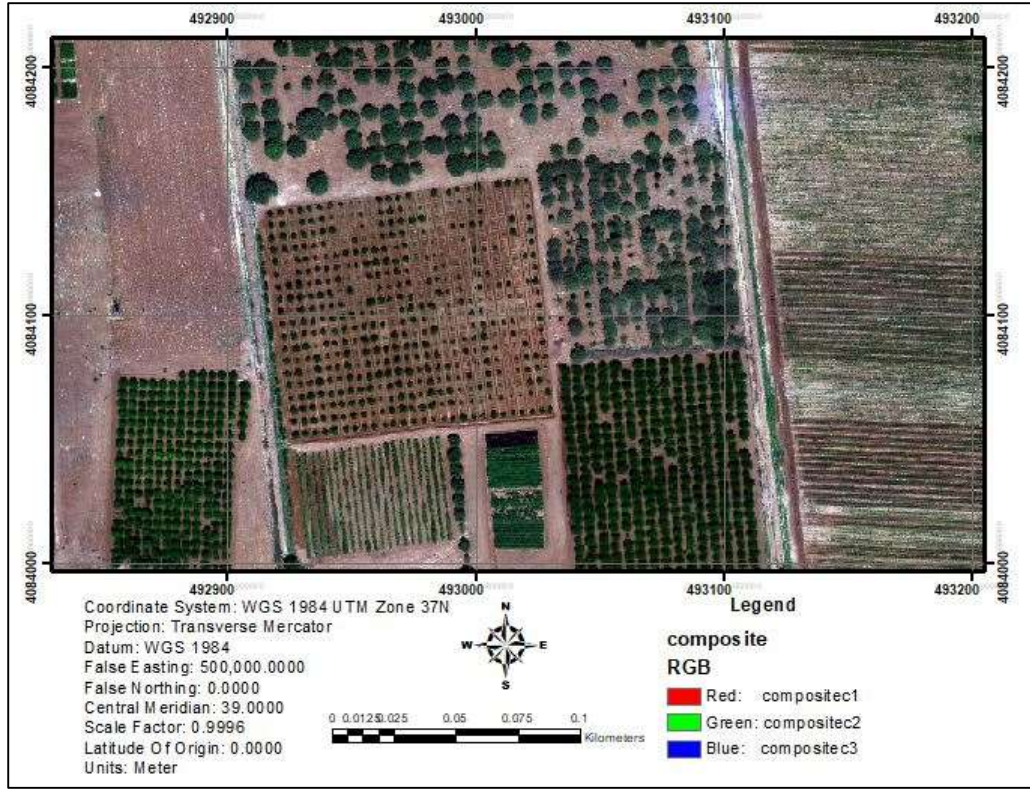 492900 493000 493100 493200
4084200 4084200
4084100 4084100
4084000 4084000
492900 493000 493100 493200
Coordinate System: WGS 1984 UTM Zone 37N
Projection: Transverse Mercator
Datum: WGS 1984
False Easting: 500,000.0000
False Northing: 0.0000
Central Meridian: 39.0000
Scale Factor: 0.9996
Latitude Of Origin: 0.0000
Units: Meter
N
W E
S
0 0.0125 0.025 0.05 0.075 0.1
Kilometers
Legend
composite
RGB
Red: compositec1
Green: compositec2
Blue: compositec3